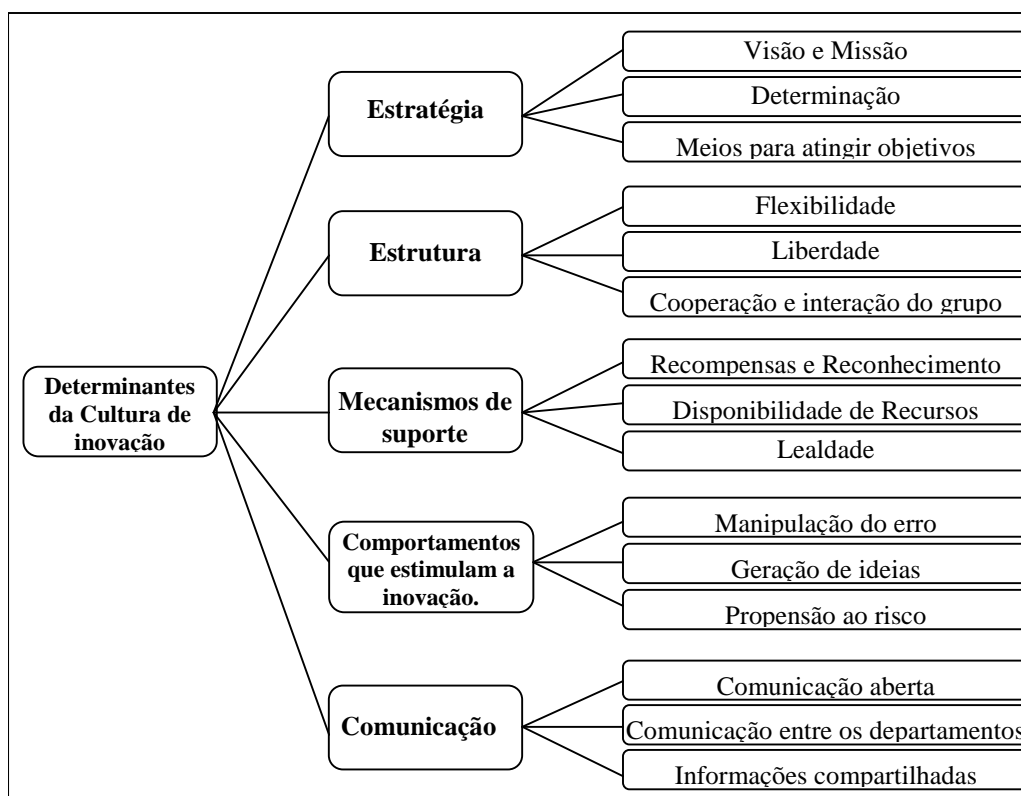 Determinantes
da Cultura de
inovação
Estratégia
Visão e Missão
Determinação
Meios para atingir objetivos
Estrutura
Flexibilidade
Liberdade
Cooperação e interação do grupo
Mecanismos de
suporte
Recompensas e Reconhecimento
Disponibilidade de Recursos
Lealdade
Comportamentos
que estimulam a
inovação.
Manipulação do erro
Geração de ideias
Propensão ao risco
Comunicação
Comunicação aberta
Comunicação entre os departamentos
Informações compartilhadas